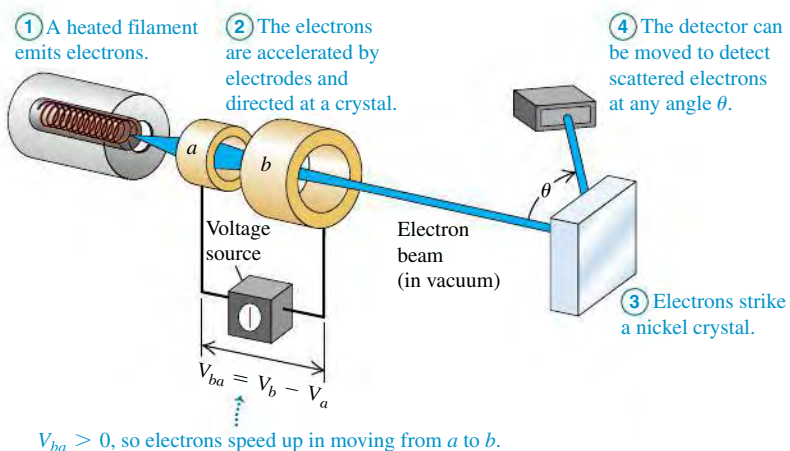 1 A heated filament
emits electrons.
2 The electrons
are accelerated by
electrodes and
directed at a crystal.
4 The detector can
be moved to detect
scattered electrons
at any angle θ.
a
b
θ
Voltage
source
Electron
beam
(in vacuum)
3 Electrons strike
a nickel crystal.
V_ba = V_b − V_a
V_ba > 0, so electrons speed up in moving from a to b.